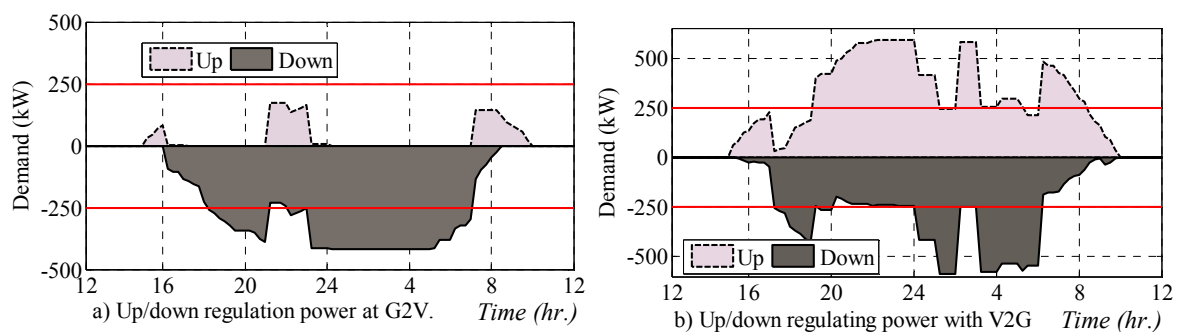 500
250
0
-250
-500
Demand (kW)
Up Down
12 16 20 24 4 8 12
a) Up/down regulation power at G2V. Time (hr.)
500
250
0
-250
-500
Demand (kW)
Up Down
12 16 20 24 4 8 12
b) Up/down regulating power with V2G Time (hr.)